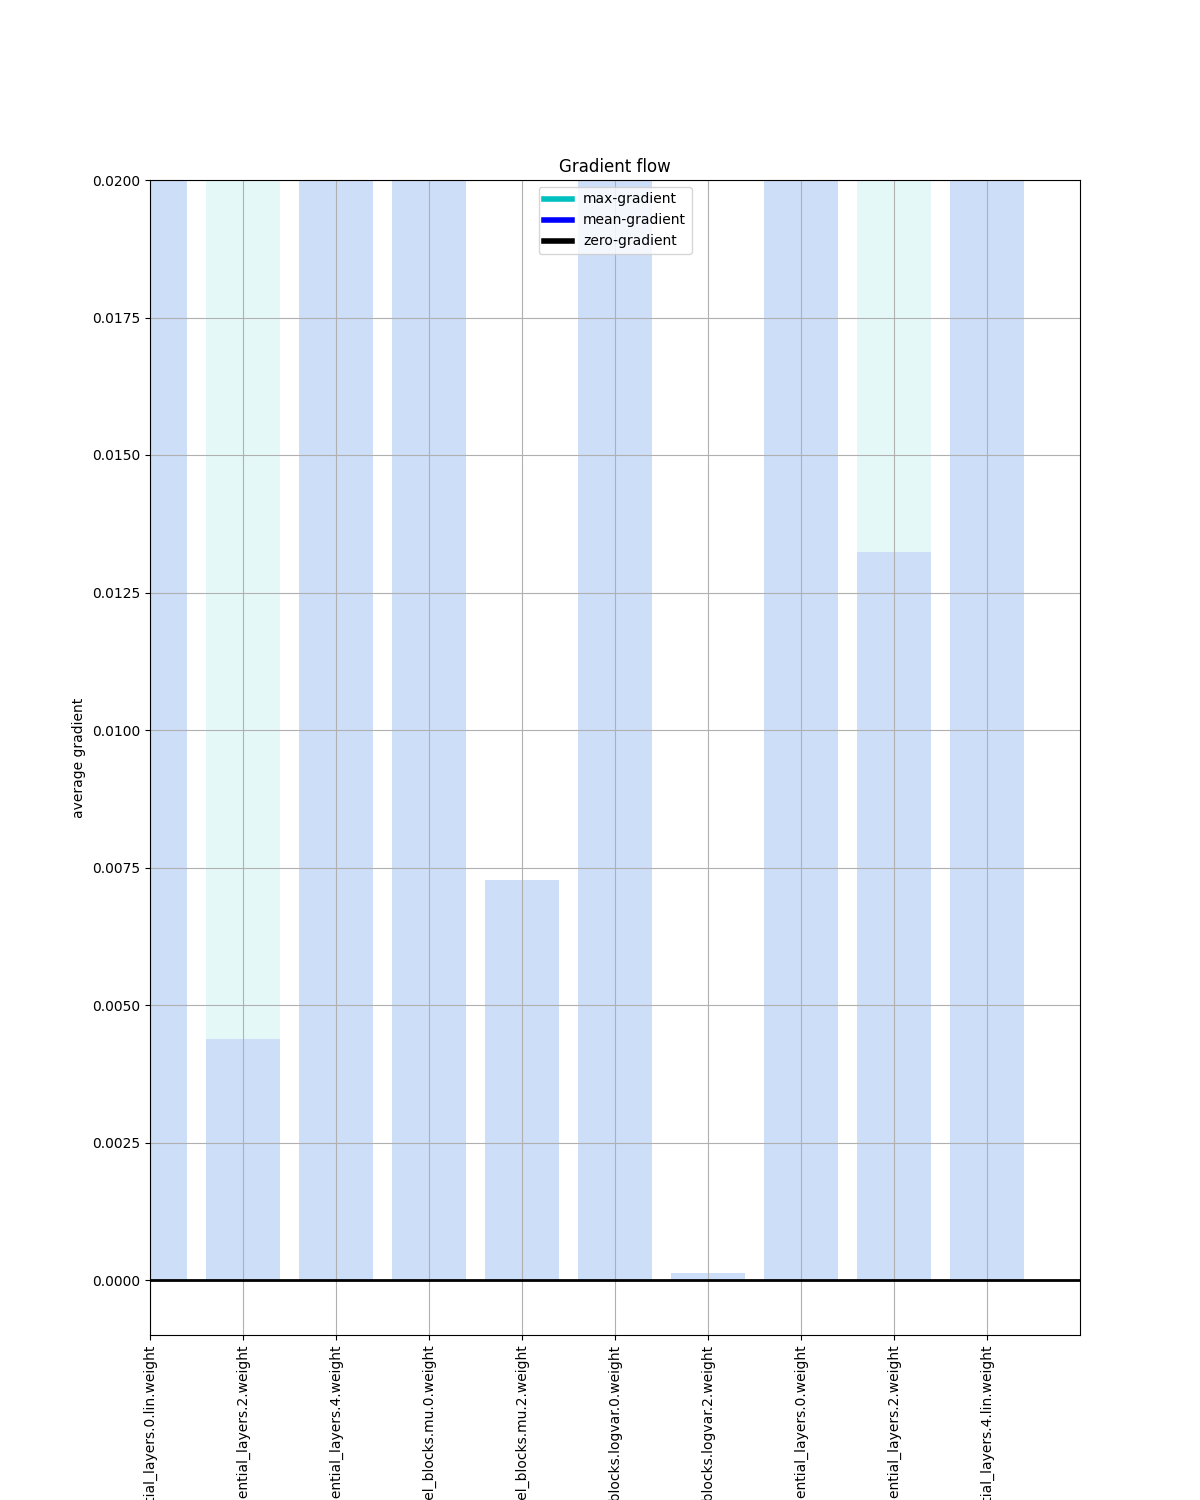 Gradient flow
max-gradient
mean-gradient
zero-gradient
0.0200
0.0175
0.0150
0.0125
0.0100
0.0075
0.0050
0.0025
0.0000
average gradient
tial_layers.0.lin.weight
ential_layers.2.weight
ential_layers.4.weight
el_blocks.mu.0.weight
el_blocks.mu.2.weight
blocks.logvar.0.weight
blocks.logvar.2.weight
ential_layers.0.weight
ential_layers.2.weight
tial_layers.4.lin.weight